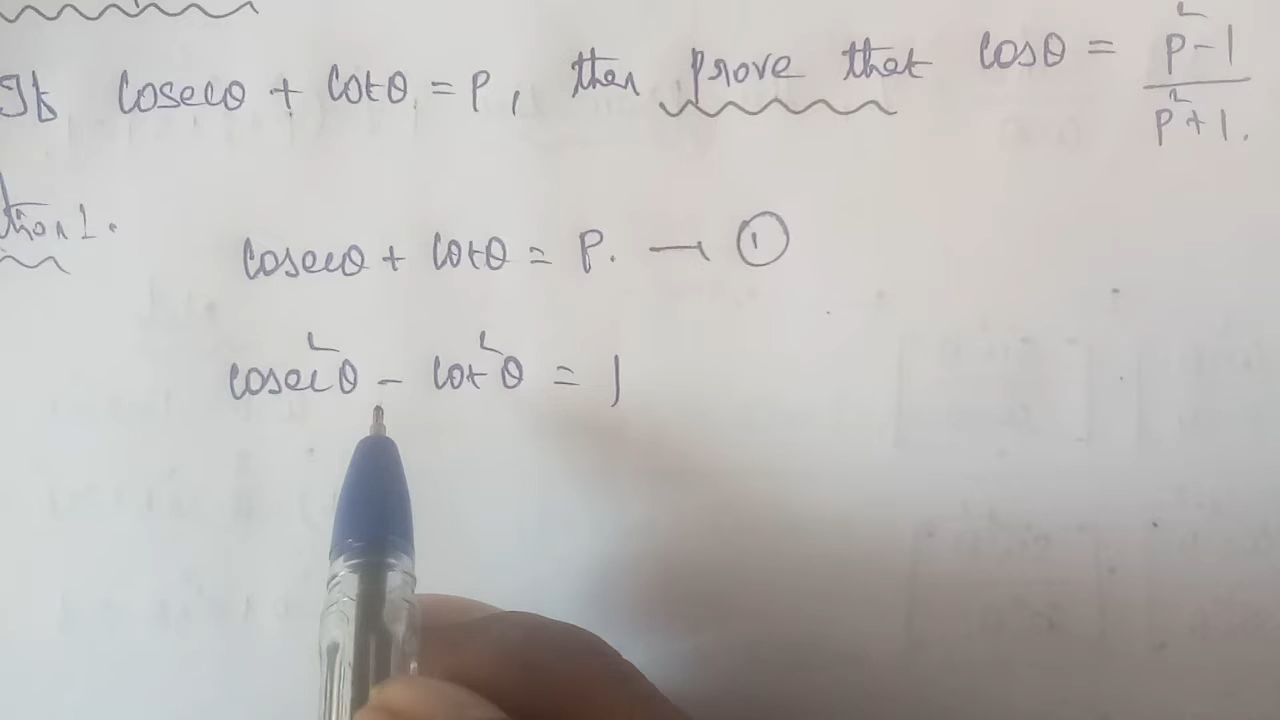 If cosecθ + cotθ = P, then prove that cosθ = p²-1 / p²+1.
cosecθ + cotθ = P. → ①
cosec²θ - cot²θ = 1